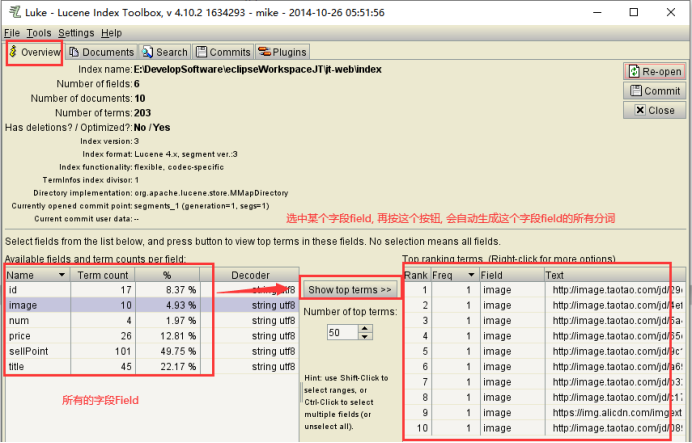 Luke - Lucene Index Toolbox, v 4.10.2 1634293 - mike - 2014-10-26 05:51:56
File Tools Settings Help
Overview Documents Search Commits Plugins
Index name: E:\DevelopSoftware\eclipseWorkspaceJT\jt-web\index
Re-open
Number of fields: 6
Commit
Number of documents: 10
Number of terms: 203
Close
Has deletions? / Optimized?: No / Yes
Index version: 3
Index format: Lucene 4.x, segment ver.:3
Index functionality: flexible, codec-specific
TermInfos index divisor: 1
Directory implementation: org.apache.lucene.store.MMapDirectory
Currently opened commit point: segments_1 (generation=1, segs=1)
Current commit user data: --
选中某个字段field, 再按这个按钮, 会自动生成这个字段field的所有分词
Select fields from the list below, and press button to view top terms in these fields. No selection means all fields.
Available fields and term counts per field:
Top ranking terms. (Right-click for more options)
Name Term count % Decoder
id 17 8.37 % string utf8
image 10 4.93 % string utf8
num 4 1.97 % string utf8
price 26 12.81 % string utf8
sellPoint 101 49.75 % string utf8
title 45 22.17 % string utf8
所有的字段Field
Show top terms >>
Number of top terms:
50
Hint: use Shift-Click to
select ranges, or
Ctrl-Click to select
multiple fields (or
unselect all).
Rank Freq Field Text
1 1 image http://image.taotao.com/jd/
2 1 image http://image.taotao.com/jd/
3 1 image http://image.taotao.com/jd/
4 1 image http://image.taotao.com/jd/
5 1 image http://image.taotao.com/jd/
6 1 image http://image.taotao.com/jd/
7 1 image http://image.taotao.com/jd/
8 1 image http://image.taotao.com/jd/
9 1 image https://img.alicdn.com/imgext
10 1 image http://image.taotao.com/jd/